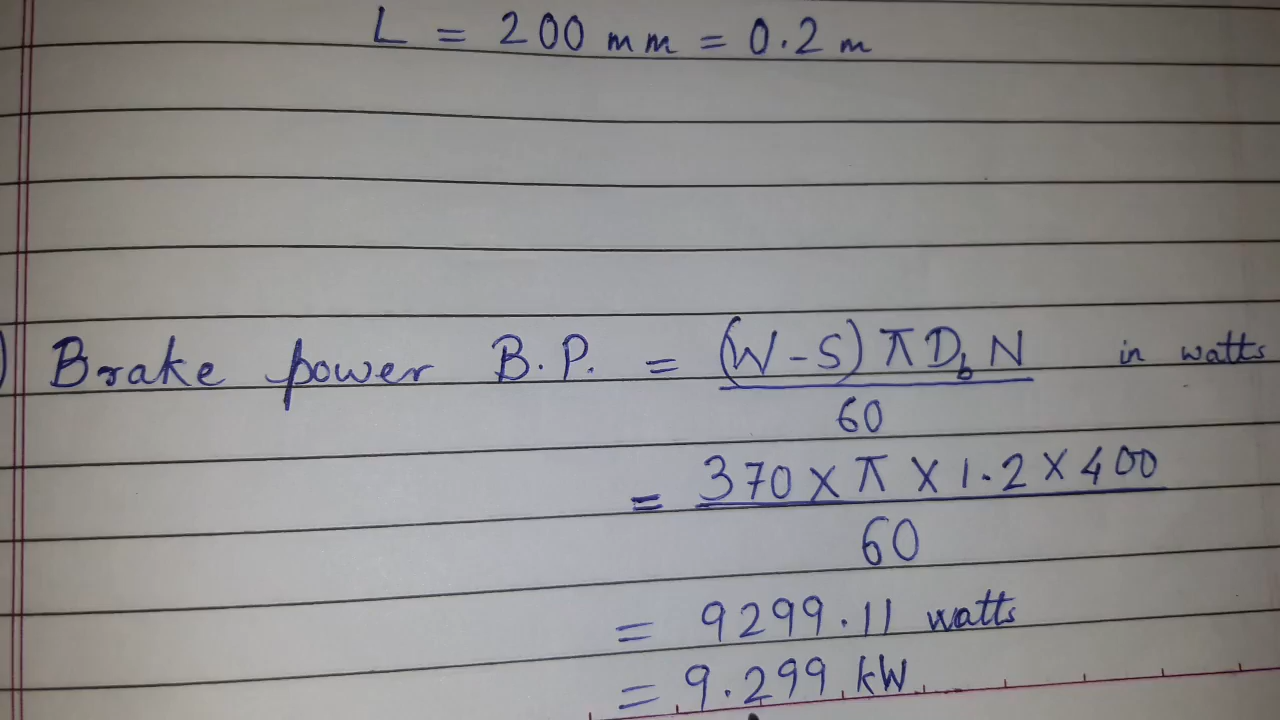 L = 200 mm = 0.2 m
) Brake power B.P. = (W-S) π D_b N / 60 in watts
= 370 × π × 1.2 × 400 / 60
= 9299.11 watts
= 9.299 kW